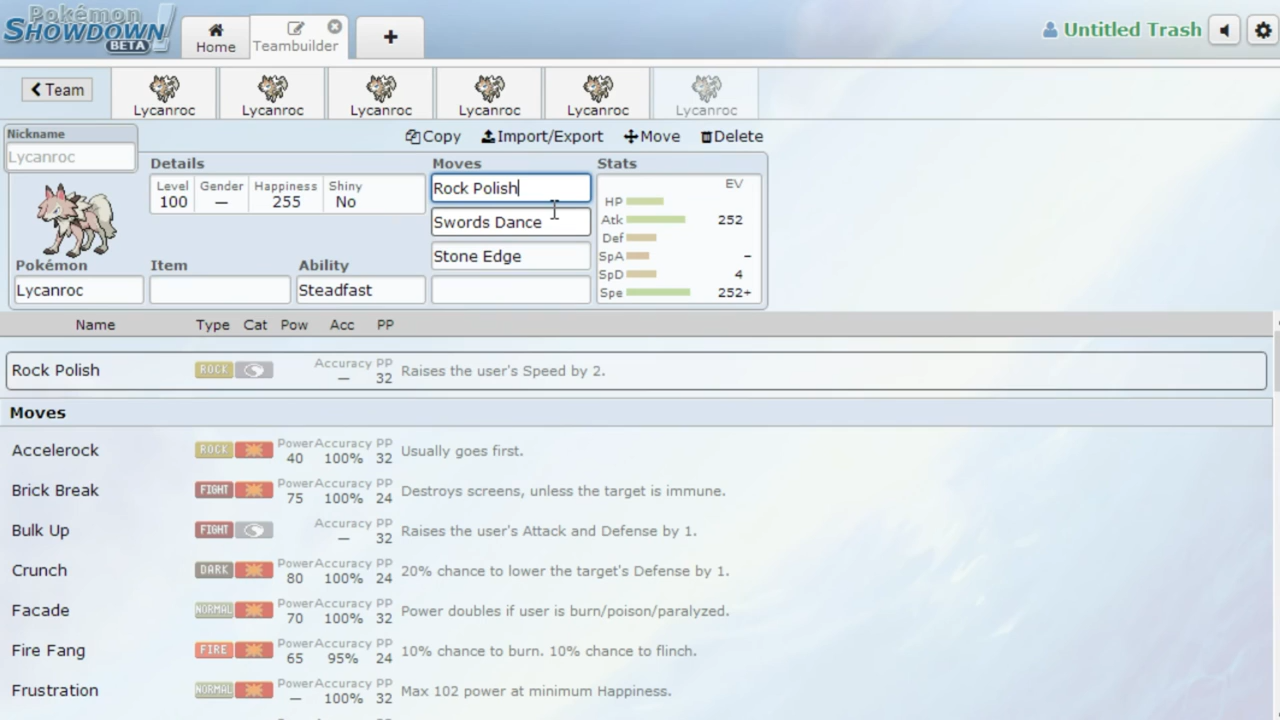 Pokémon
SHOWDOWN!
BETA
Home
Teambuilder
+
Untitled Trash
Team
Lycanroc
Lycanroc
Lycanroc
Lycanroc
Lycanroc
Lycanroc
Copy
Import/Export
Move
Delete
Nickname
Lycanroc
Details
Level
100
Gender
—
Happiness
255
Shiny
No
Pokémon
Lycanroc
Item
Ability
Steadfast
Moves
Rock Polish
Swords Dance
Stone Edge
Stats
EV
HP
Atk 252
Def
SpA –
SpD 4
Spe 252+
Name Type Cat Pow Acc PP
Rock Polish ROCK Accuracy — PP 32 Raises the user's Speed by 2.
Moves
Accelerock ROCK Power 40 Accuracy 100% PP 32 Usually goes first.
Brick Break FIGHT Power 75 Accuracy 100% PP 24 Destroys screens, unless the target is immune.
Bulk Up FIGHT Accuracy — PP 32 Raises the user's Attack and Defense by 1.
Crunch DARK Power 80 Accuracy 100% PP 24 20% chance to lower the target's Defense by 1.
Facade NORMAL Power 70 Accuracy 100% PP 32 Power doubles if user is burn/poison/paralyzed.
Fire Fang FIRE Power 65 Accuracy 95% PP 24 10% chance to burn. 10% chance to flinch.
Frustration NORMAL Power — Accuracy 100% PP 32 Max 102 power at minimum Happiness.